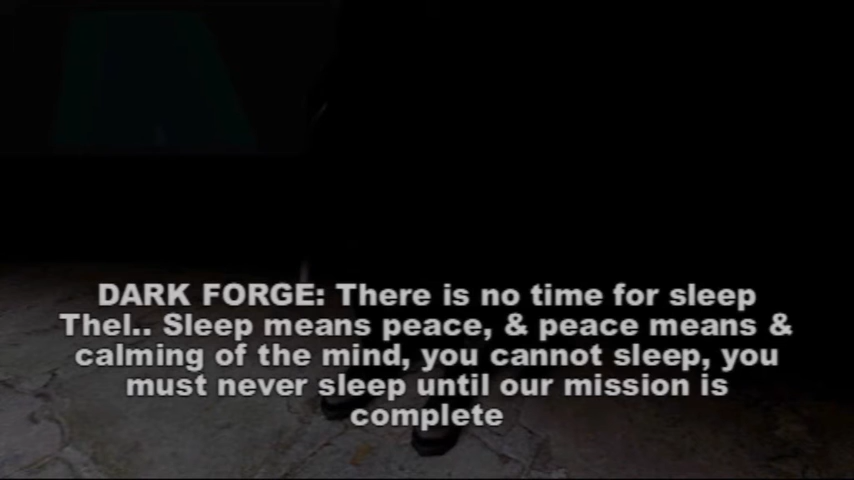 DARK FORGE: There is no time for sleep
Thel.. Sleep means peace, & peace means &
calming of the mind, you cannot sleep, you
must never sleep until our mission is
complete